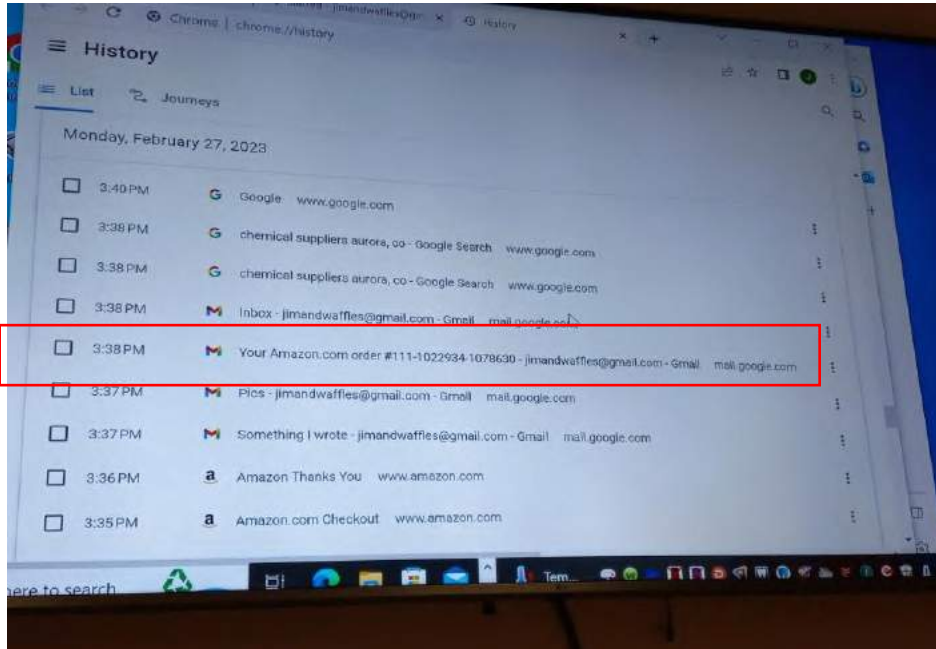 Chrome | chrome://history
History
History
List
Journeys
Monday, February 27, 2023
3:40 PM Google www.google.com
3:38 PM chemical suppliers aurora, co - Google Search www.google.com
3:38 PM chemical suppliers aurora, co - Google Search www.google.com
3:38 PM Inbox - jimandwaffles@gmail.com - Gmail mail.google.com
3:38 PM Your Amazon.com order #111-1022934-1078630 - jimandwaffles@gmail.com - Gmail mail.google.com
3:37 PM Pics - jimandwaffles@gmail.com - Gmail mail.google.com
3:37 PM Something I wrote - jimandwaffles@gmail.com - Gmail mail.google.com
3:36 PM a Amazon Thanks You www.amazon.com
3:35 PM a Amazon.com Checkout www.amazon.com
here to search
Tem...